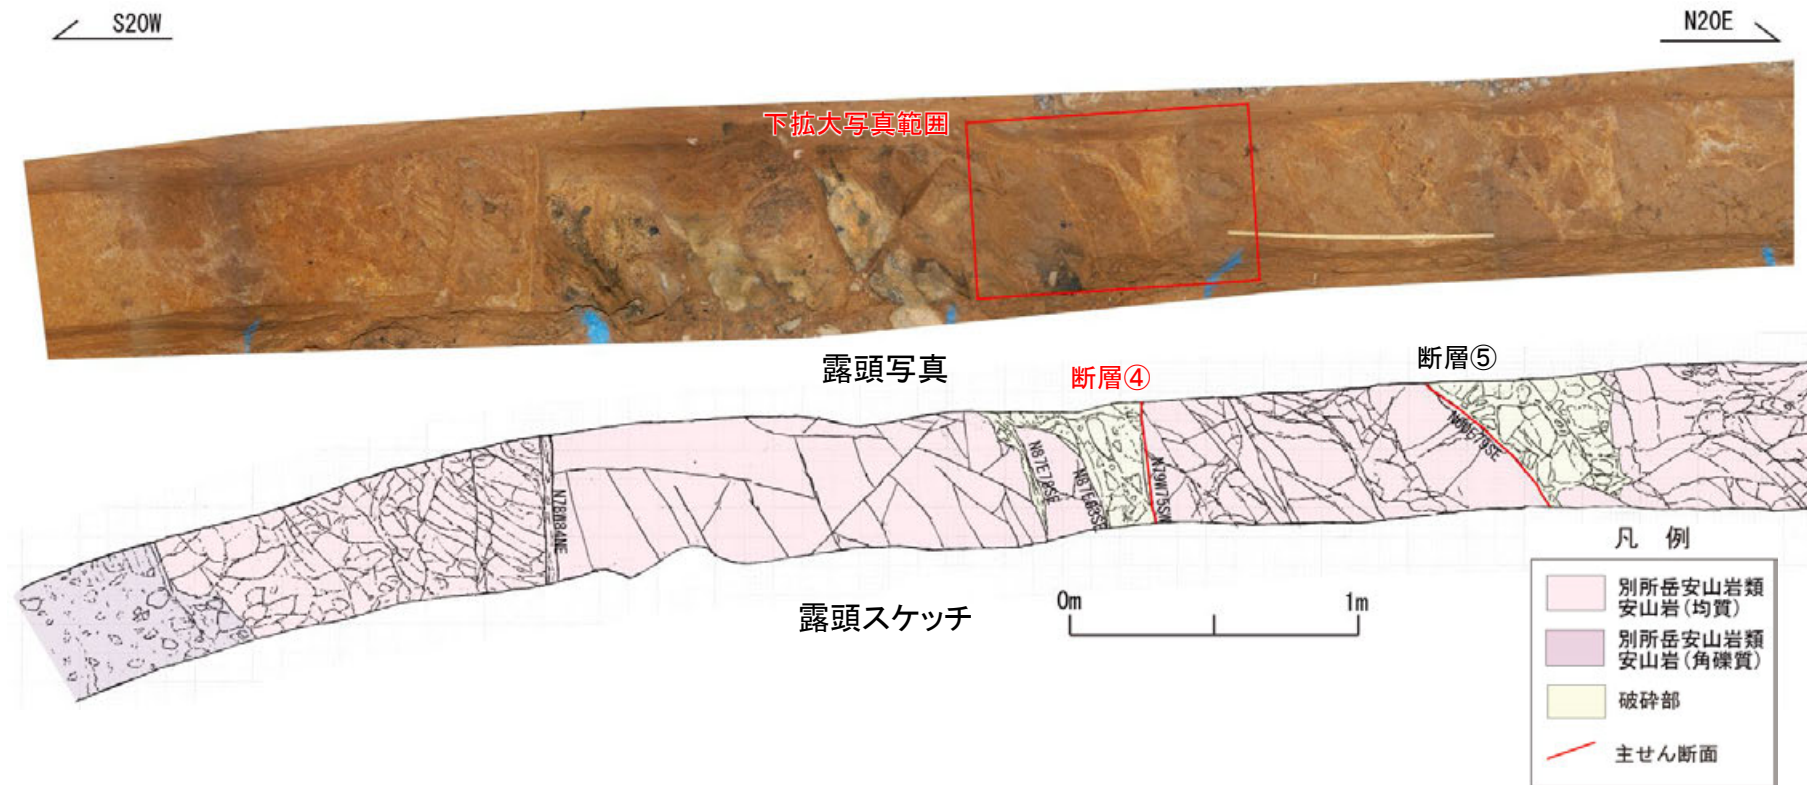 S20W
N20E
下拡大写真範囲
露頭写真
断層④
断層⑤
N78W84NE
N87E78SE
N79W75SW
露頭スケッチ
0m
1m
凡 例
別所岳安山岩類
安山岩(均質)
別所岳安山岩類
安山岩(角礫質)
破砕部
主せん断面